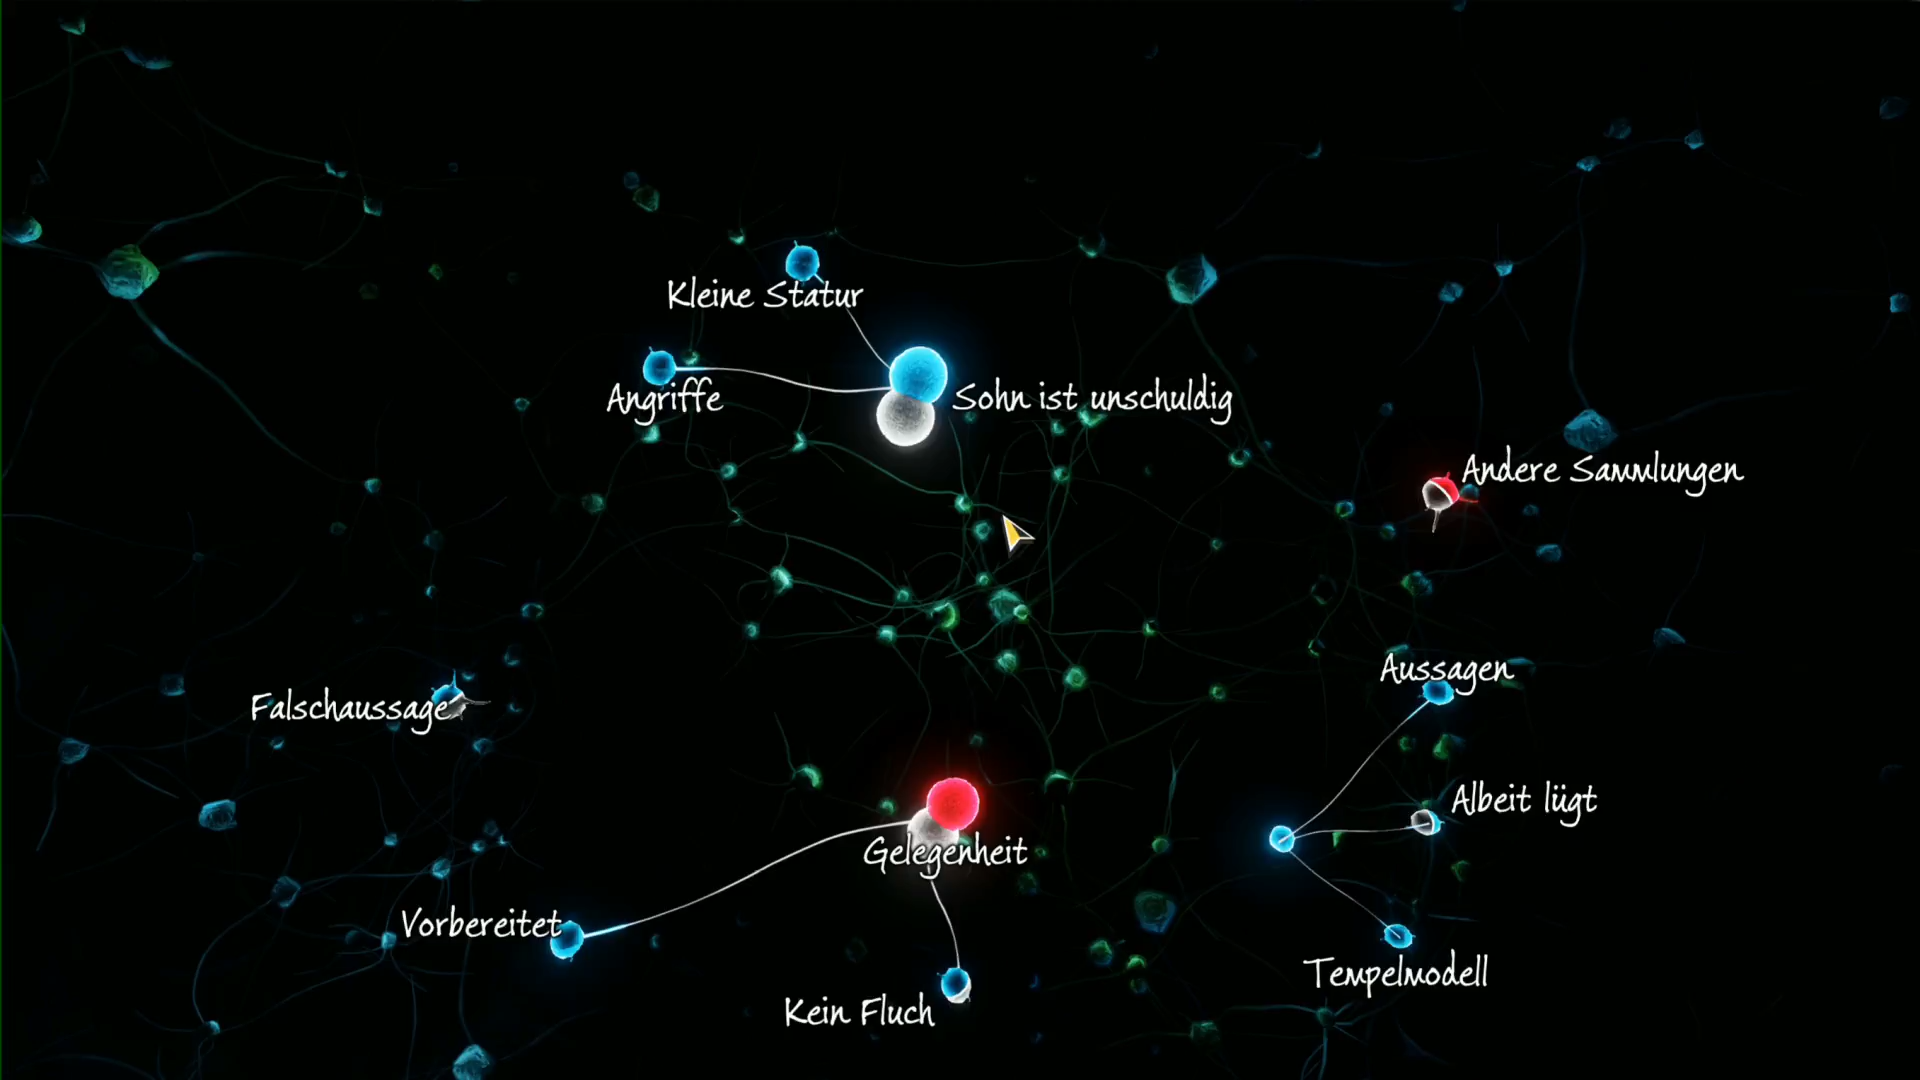 Kleine Statur
Angriffe
Sohn ist unschuldig
Andere Sammlungen
Aussagen
Falschaussage
Albeit lügt
Gelegenheit
Vorbereitet
Tempelmodell
Kein Fluch